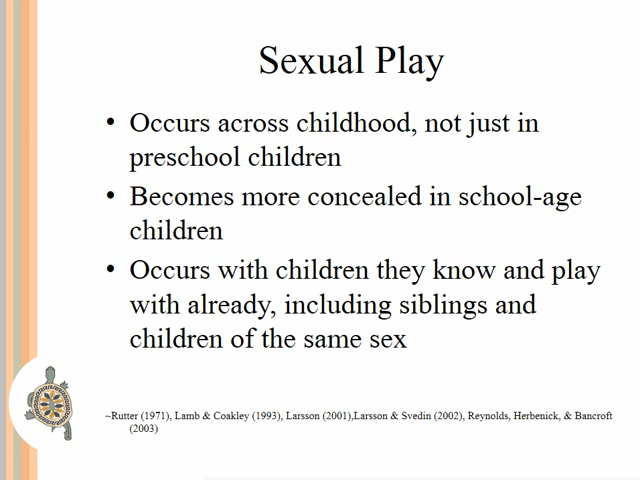 Sexual Play
• Occurs across childhood, not just in
preschool children
• Becomes more concealed in school-age
children
• Occurs with children they know and play
with already, including siblings and
children of the same sex
~Rutter (1971), Lamb & Coakley (1993), Larsson (2001),Larsson & Svedin (2002), Reynolds, Herbenick, & Bancroft
(2003)